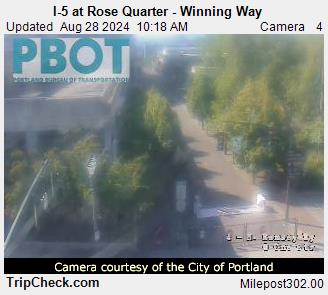 I-5 at Rose Quarter - Winning Way
Updated Aug 28 2024 10:18 AM Camera 4
PBOT
PORTLAND BUREAU OF TRANSPORTATION
Camera courtesy of the City of Portland
TripCheck.com Milepost302.00